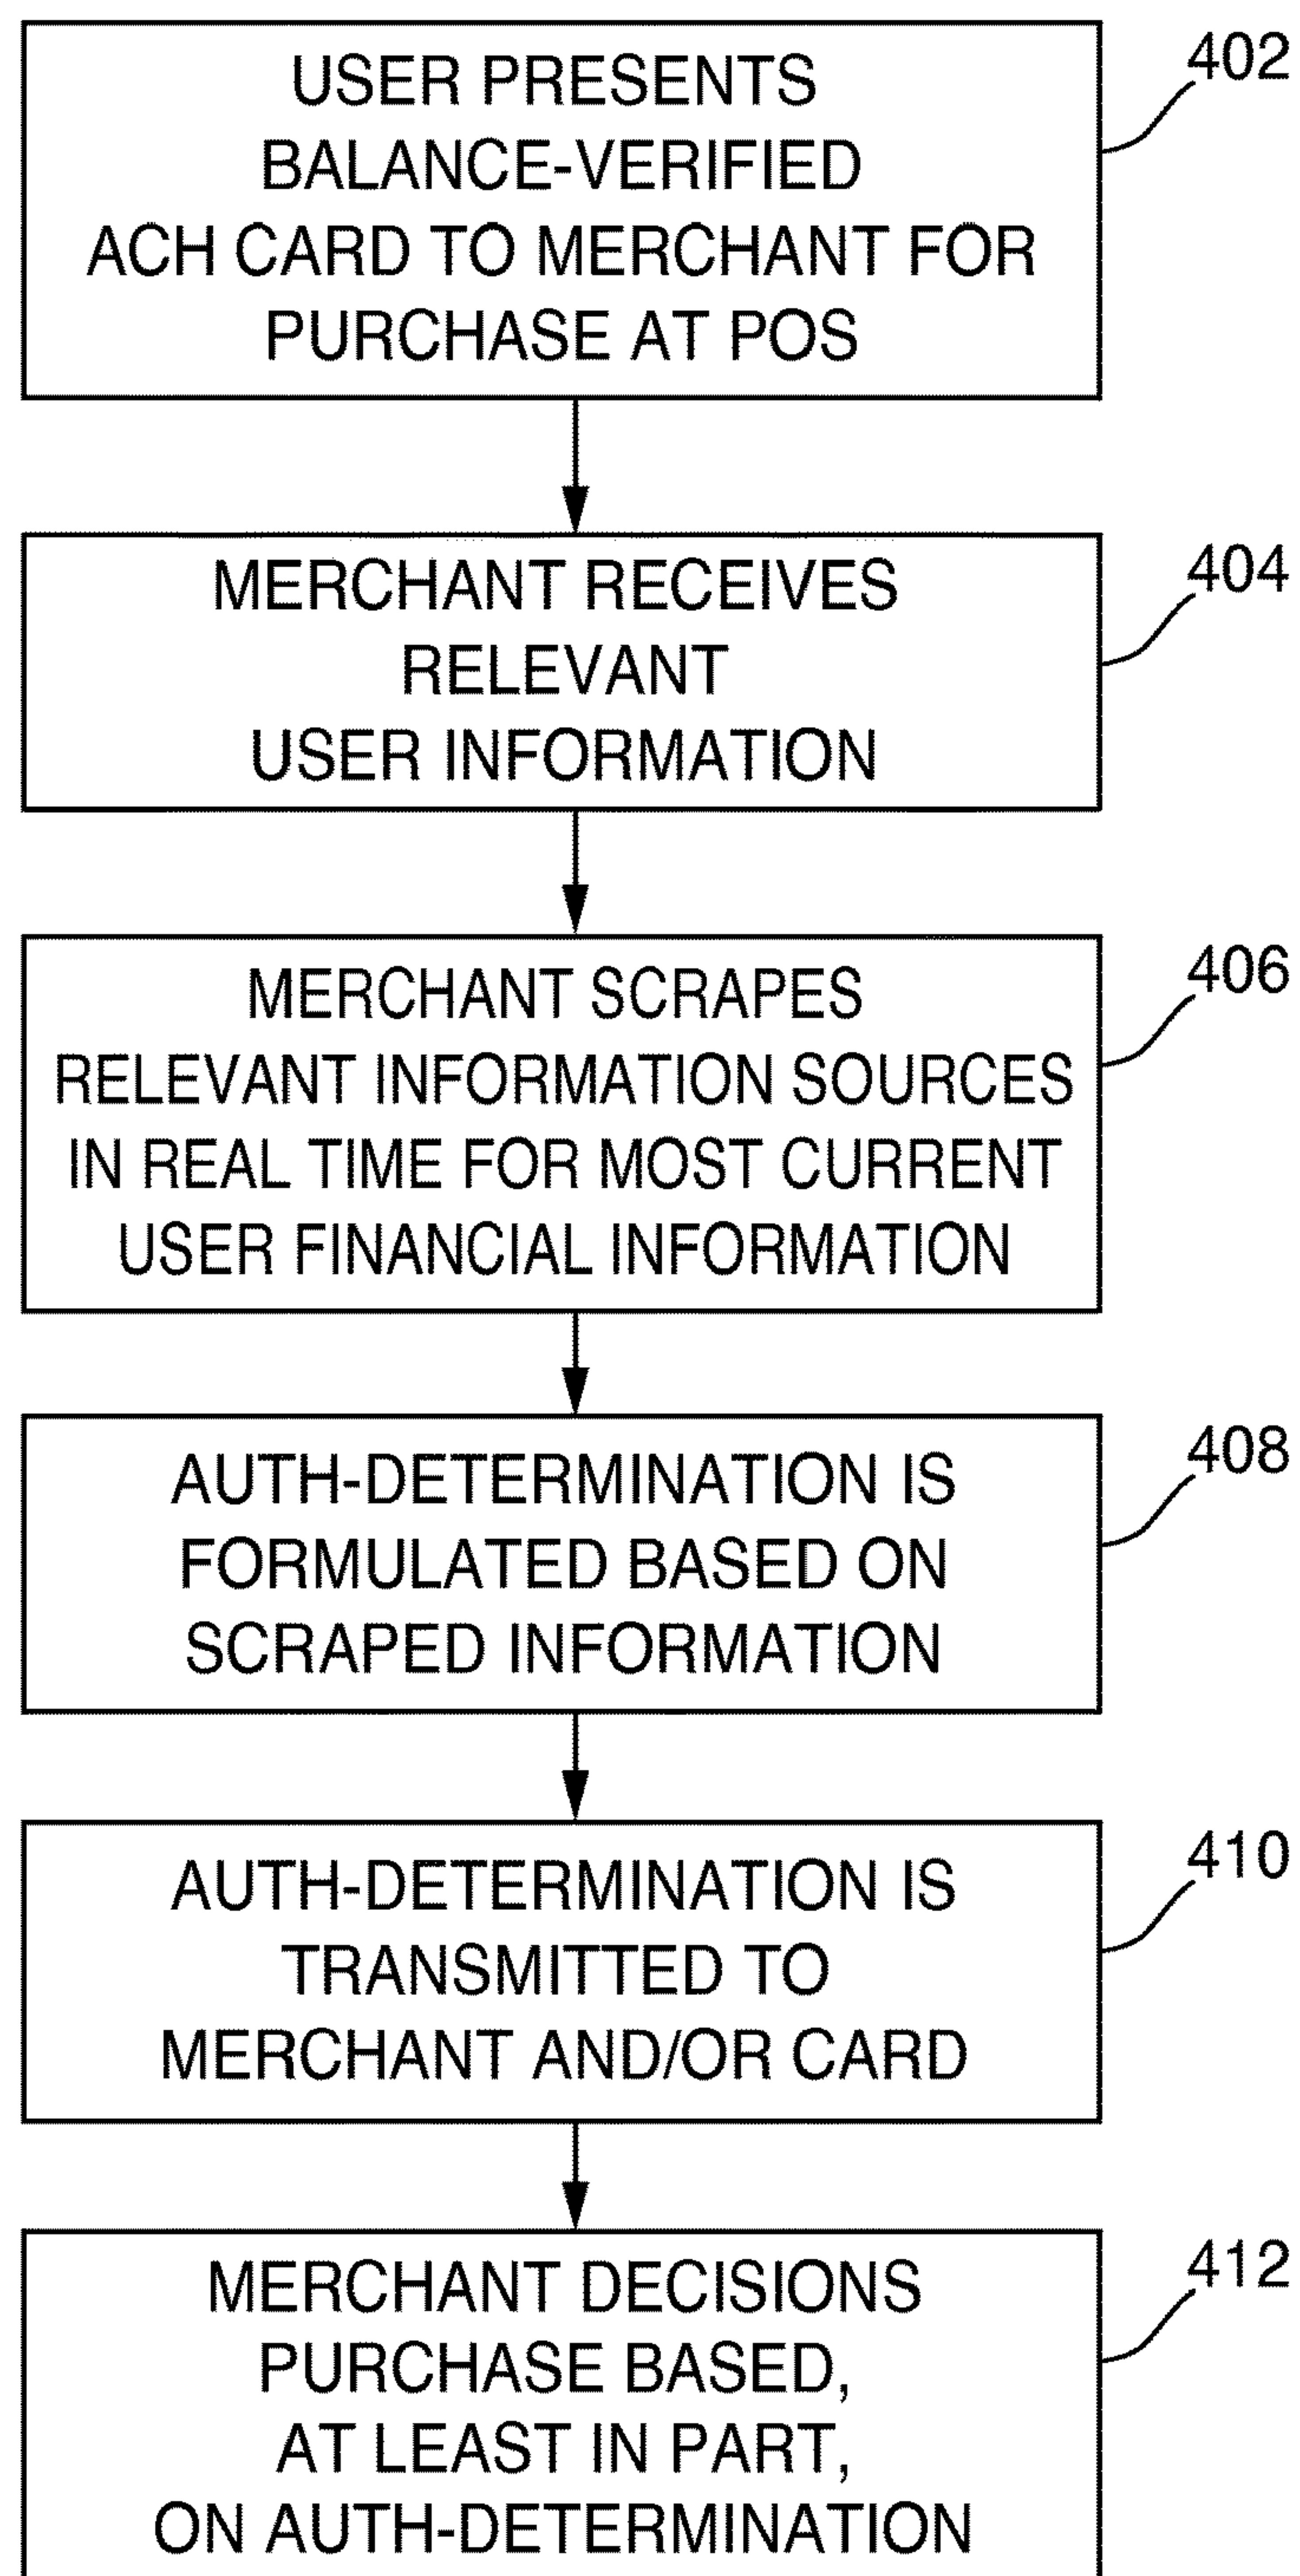 USER PRESENTS
BALANCE-VERIFIED
ACH CARD TO MERCHANT FOR
PURCHASE AT POS
402
MERCHANT RECEIVES
RELEVANT
USER INFORMATION
404
MERCHANT SCRAPES
RELEVANT INFORMATION SOURCES
IN REAL TIME FOR MOST CURRENT
USER FINANCIAL INFORMATION
406
AUTH-DETERMINATION IS
FORMULATED BASED ON
SCRAPED INFORMATION
408
AUTH-DETERMINATION IS
TRANSMITTED TO
MERCHANT AND/OR CARD
410
MERCHANT DECISIONS
PURCHASE BASED,
AT LEAST IN PART,
ON AUTH-DETERMINATION
412